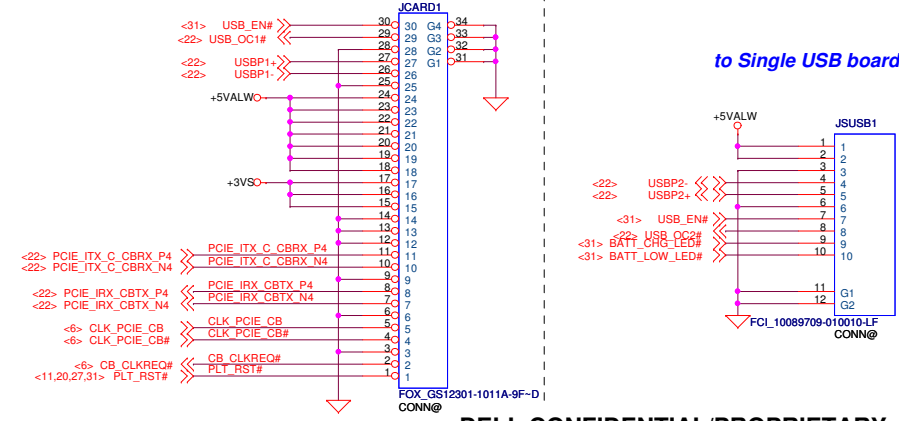 JCARD1
<31> USB_EN# 30 30 G4 34
<22> USB_OC1# 29 29 G3 33
28 28 G2 32
<22> USBP1+ 27 27 G1 31
<22> USBP1- 26 26
25 25
+5VALW 24 24
23 23
22 22
21 21
20 20
19 19
18 18
+3VS 17 17
16 16
15 15
14 14
13 13
12 12
<22> PCIE_ITX_C_CBRX_P4 PCIE_ITX_C_CBRX_P4 11 11
<22> PCIE_ITX_C_CBRX_N4 PCIE_ITX_C_CBRX_N4 10 10
9 9
<22> PCIE_IRX_CBTX_P4 PCIE_IRX_CBTX_P4 8 8
<22> PCIE_IRX_CBTX_N4 PCIE_IRX_CBTX_N4 7 7
6 6
<6> CLK_PCIE_CB CLK_PCIE_CB 5 5
<6> CLK_PCIE_CB# CLK_PCIE_CB# 4 4
3 3
<6> CB_CLKREQ# CB_CLKREQ# 2 2
<11,20,27,31> PLT_RST# PLT_RST# 1 1
FOX_GS12301-1011A-9F~D
CONN@
to Single USB board
+5VALW
JSUSB1
1 1
2 2
3 3
<22> USBP2- 4 4
<22> USBP2+ 5 5
6 6
<31> USB_EN# 7 7
<22> USB_OC2# 8 8
<31> BATT_CHG_LED# 9 9
<31> BATT_LOW_LED# 10 10
11 G1
12 G2
FCI_10089709-010010-LF
CONN@
DELL CONFIDENTIAL/PROPRIETARY